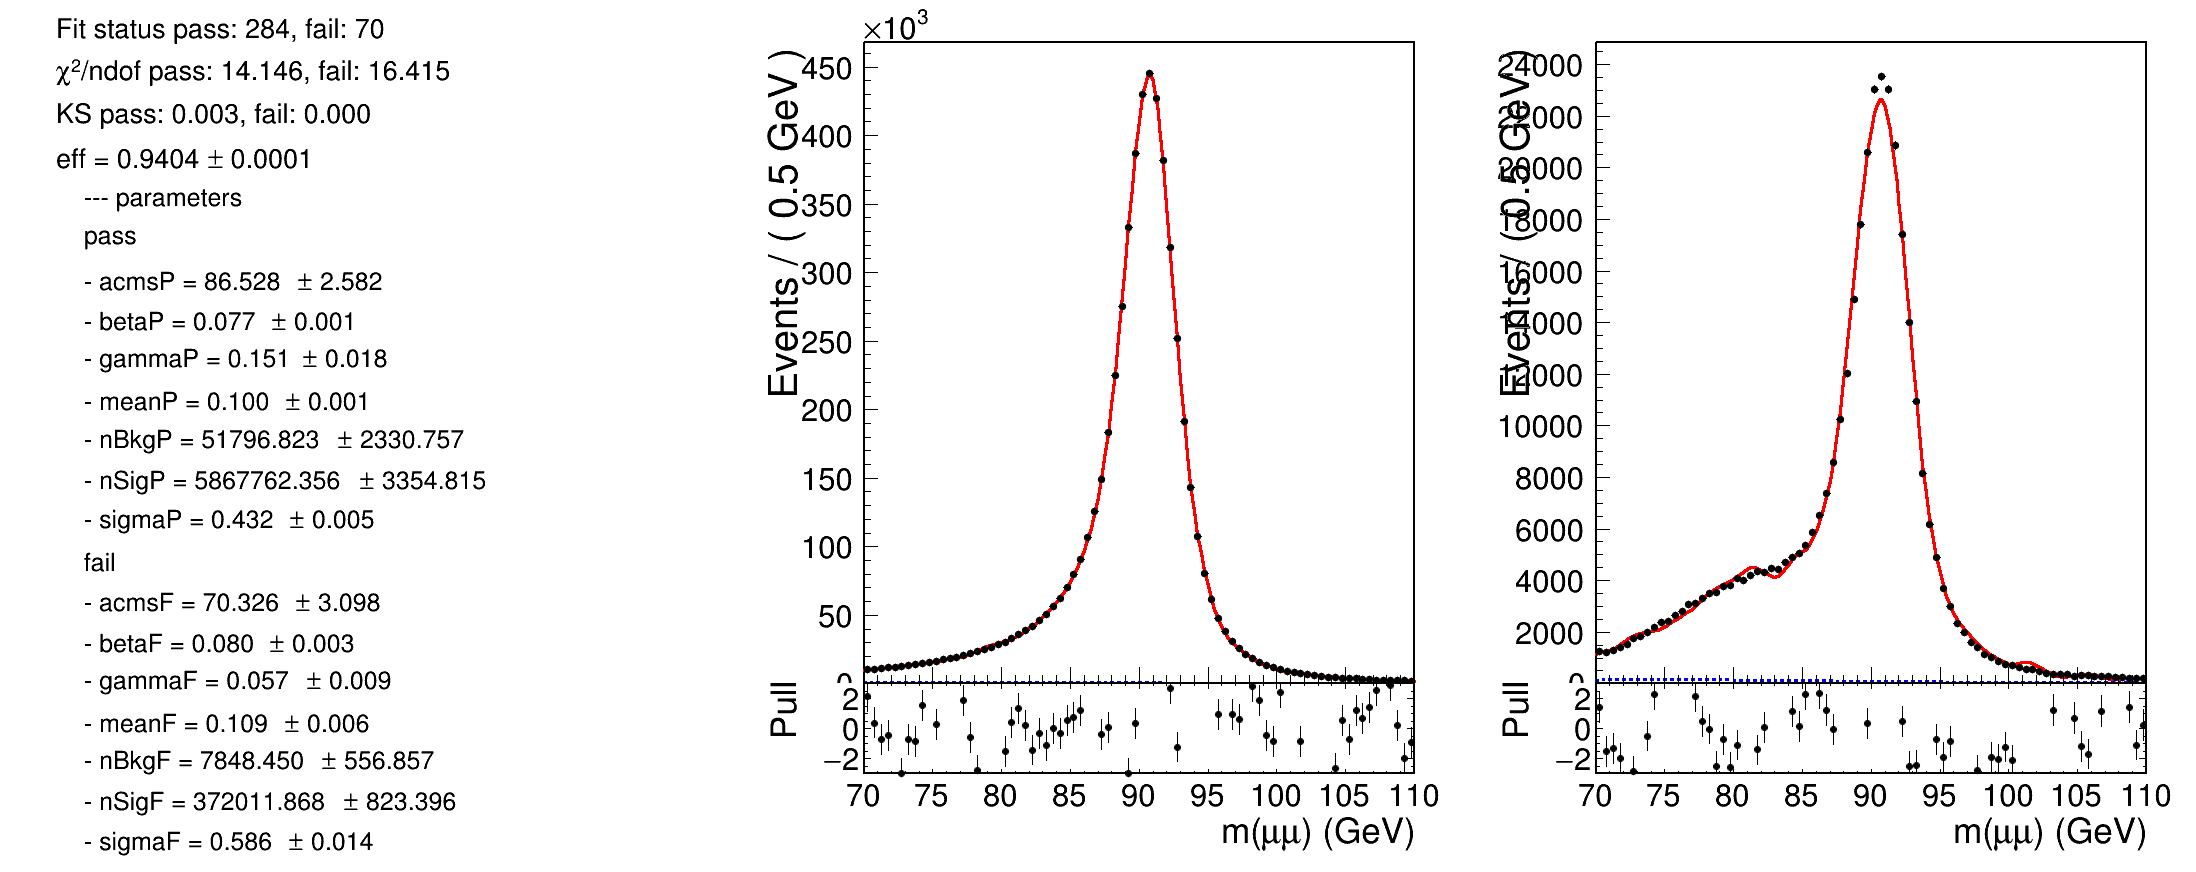 Fit status pass: 284, fail: 70
χ²/ndof pass: 14.146, fail: 16.415
KS pass: 0.003, fail: 0.000
eff = 0.9404 ± 0.0001
--- parameters
pass
- acmsP = 86.528 ± 2.582
- betaP = 0.077 ± 0.001
- gammaP = 0.151 ± 0.018
- meanP = 0.100 ± 0.001
- nBkgP = 51796.823 ± 2330.757
- nSigP = 5867762.356 ± 3354.815
- sigmaP = 0.432 ± 0.005
fail
- acmsF = 70.326 ± 3.098
- betaF = 0.080 ± 0.003
- gammaF = 0.057 ± 0.009
- meanF = 0.109 ± 0.006
- nBkgF = 7848.450 ± 556.857
- nSigF = 372011.868 ± 823.396
- sigmaF = 0.586 ± 0.014
×10³
Events / ( 0.5 GeV )
450
400
350
300
250
200
150
100
50
0
Pull
2
0
−2
70 75 80 85 90 95 100 105 110
m(μμ) (GeV)
Events / ( 0.5 GeV )
24000
22000
20000
18000
16000
14000
12000
10000
8000
6000
4000
2000
0
Pull
2
0
−2
70 75 80 85 90 95 100 105 110
m(μμ) (GeV)